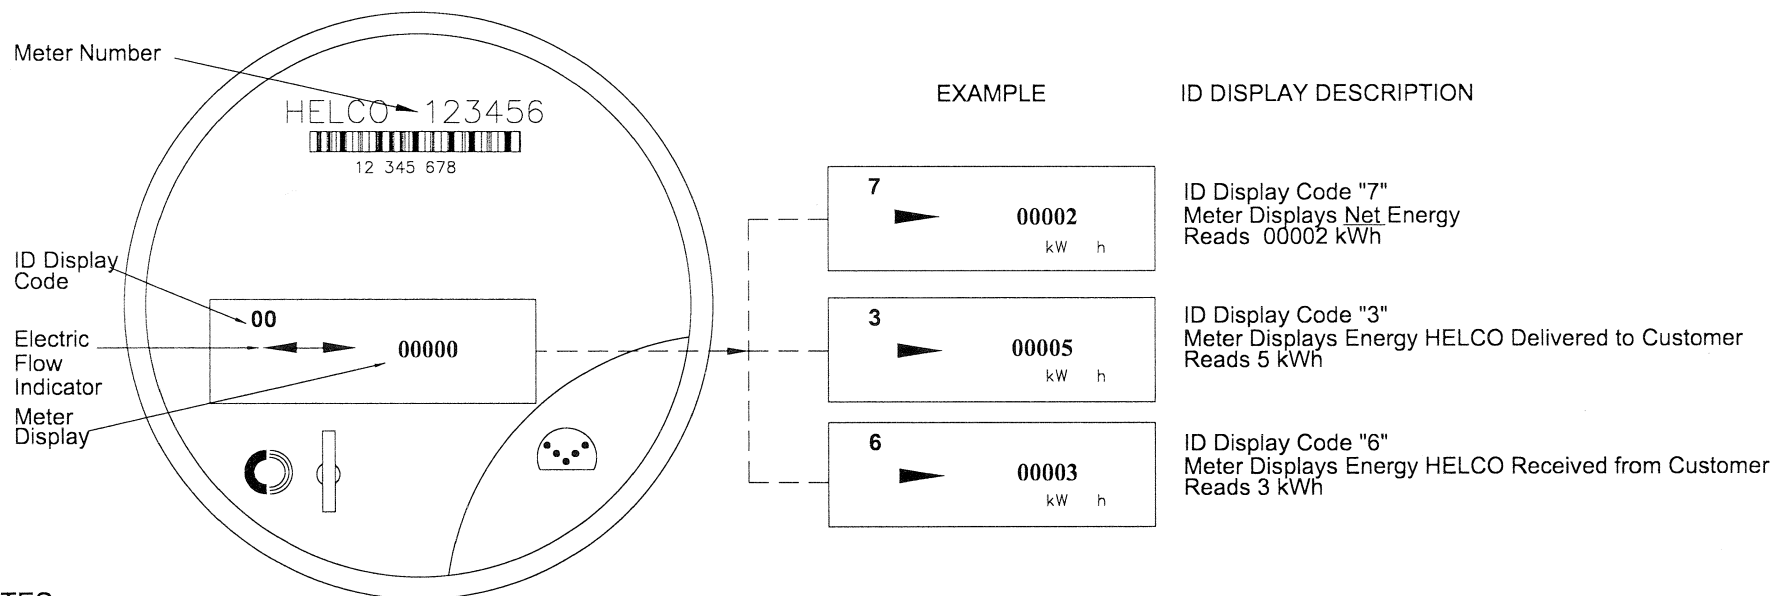 Meter Number
HELCO 123456
12 345 678
ID Display
Code
00
Electric
Flow
Indicator
00000
Meter
Display
EXAMPLE
ID DISPLAY DESCRIPTION
7
00002
kW h
ID Display Code "7"
Meter Displays Net Energy
Reads 00002 kWh
3
00005
kW h
ID Display Code "3"
Meter Displays Energy HELCO Delivered to Customer
Reads 5 kWh
6
00003
kW h
ID Display Code "6"
Meter Displays Energy HELCO Received from Customer
Reads 3 kWh